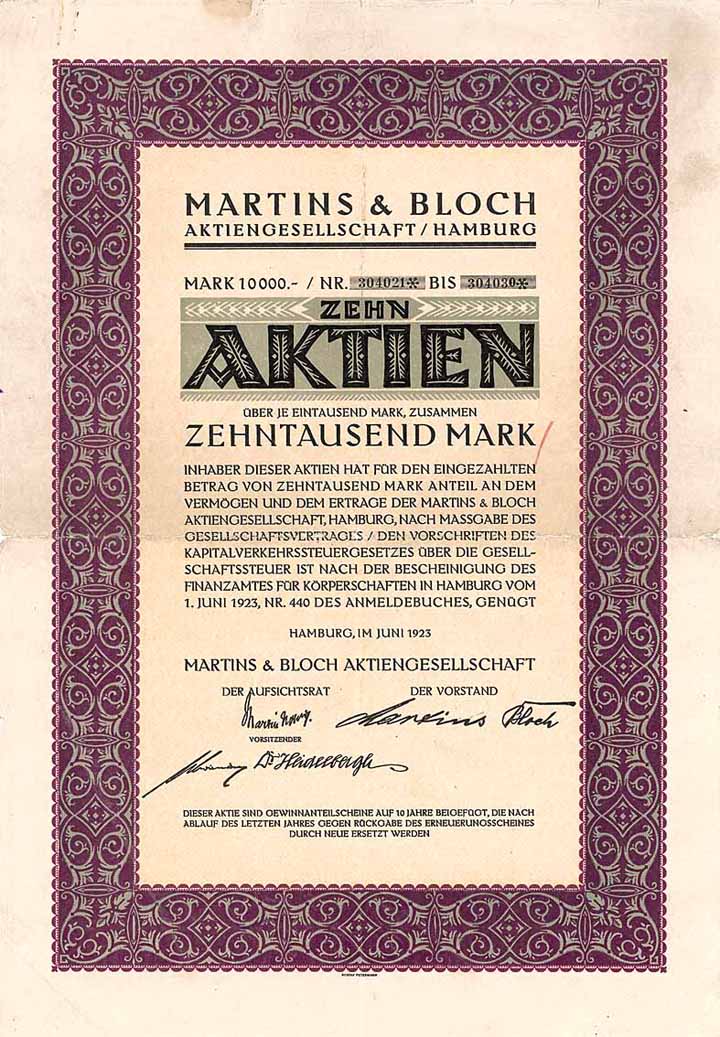 MARTINS & BLOCH
AKTIENGESELLSCHAFT / HAMBURG
MARK 10000.- / NR. 304021* BIS 304030*
ZEHN
AKTIEN
ÜBER JE EINTAUSEND MARK, ZUSAMMEN
ZEHNTAUSEND MARK
INHABER DIESER AKTIEN HAT FÜR DEN EINGEZAHLTEN
BETRAG VON ZEHNTAUSEND MARK ANTEIL AN DEM
VERMÖGEN UND DEM ERTRAGE DER MARTINS & BLOCH
AKTIENGESELLSCHAFT, HAMBURG, NACH MASSGABE DES
GESELLSCHAFTSVERTRAGES / DEN VORSCHRIFTEN DES
KAPITALVERKEHRSSTEUERGESETZES ÜBER DIE GESELL-
SCHAFTSSTEUER IST NACH DER BESCHEINIGUNG DES
FINANZAMTES FÜR KÖRPERSCHAFTEN IN HAMBURG VOM
1. JUNI 1923, NR. 440 DES ANMELDEBUCHES, GENÜGT
HAMBURG, IM JUNI 1923
MARTINS & BLOCH AKTIENGESELLSCHAFT
DER AUFSICHTSRAT DER VORSTAND
Martins Bloch
VORSITZENDER
DIESER AKTIE SIND GEWINNANTEILSCHEINE AUF 10 JAHRE BEIGEFÜGT, DIE NACH
ABLAUF DES LETZTEN JAHRES GEGEN RÜCKGABE DES ERNEUERUNGSSCHEINES
DURCH NEUE ERSETZT WERDEN